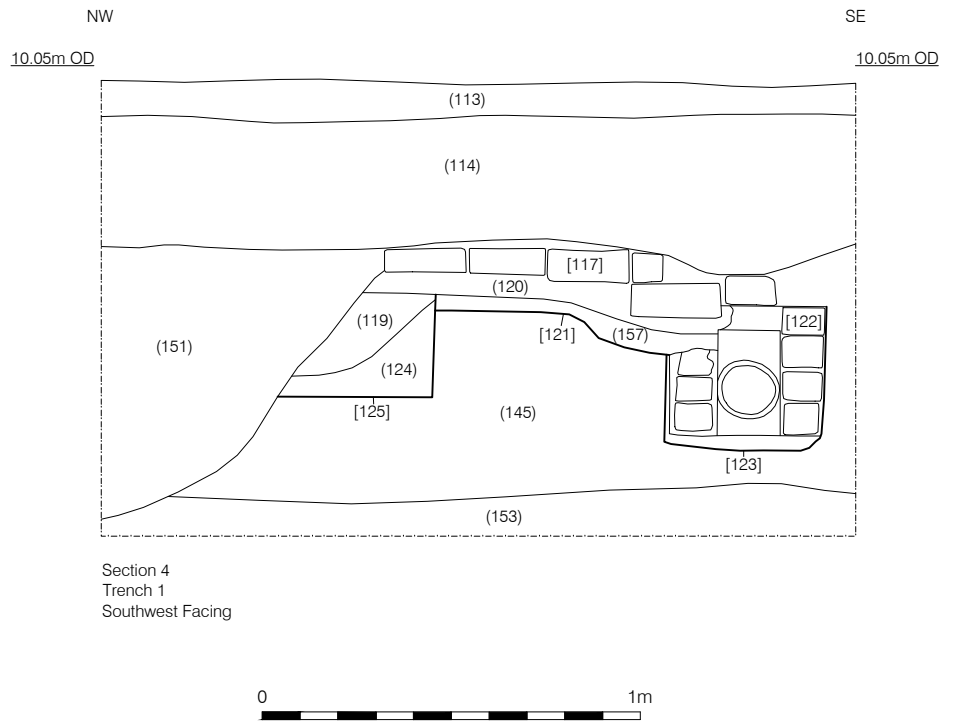 NW SE
10.05m OD 10.05m OD
(113)
(114)
[117]
(120)
(119)
[122]
[121]
(157)
(151)
(124)
[125]
(145)
[123]
(153)
Section 4
Trench 1
Southwest Facing
0 1m